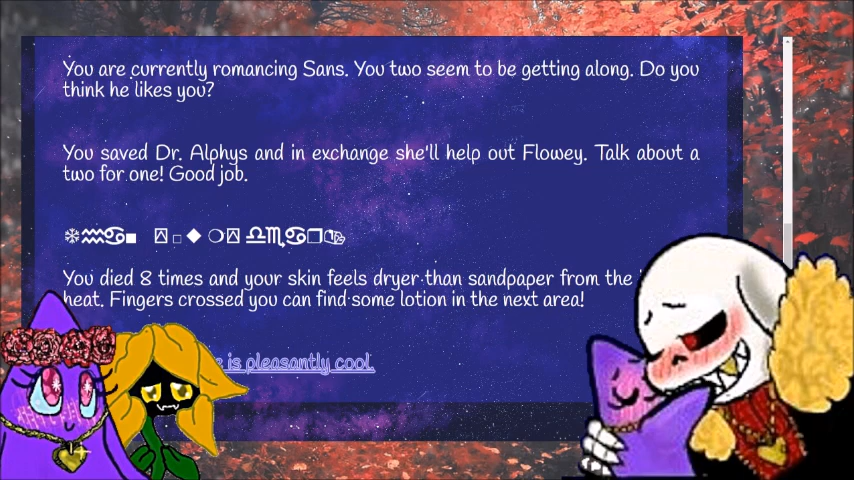 You are currently romancing Sans. You two seem to be getting along. Do you
think he likes you?
You saved Dr. Alphys and in exchange she'll help out Flowey. Talk about a
two for one! Good job.
❄♒♋■ ⍓□◆ ❍⍓ ♎♏♋❒📪
You died 8 times and your skin feels dryer than sandpaper from the
heat. Fingers crossed you can find some lotion in the next area!
is pleasantly cool.